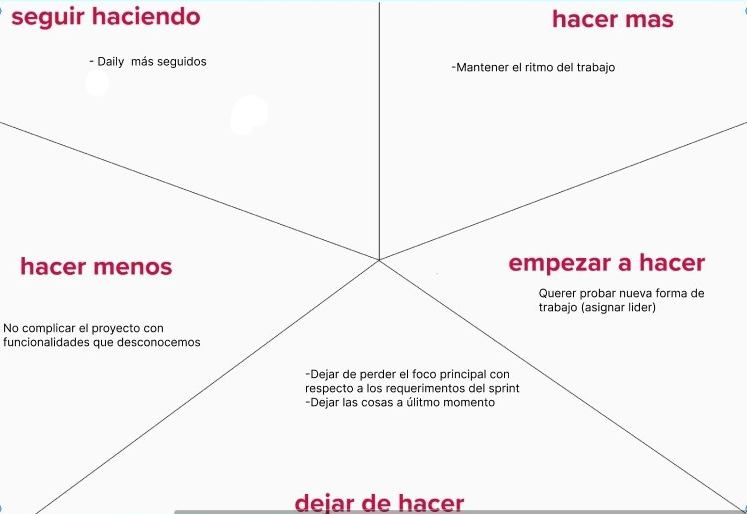 seguir haciendo
- Daily más seguidos
hacer mas
-Mantener el ritmo del trabajo
hacer menos
No complicar el proyecto con
funcionalidades que desconocemos
empezar a hacer
Querer probar nueva forma de
trabajo (asignar lider)
-Dejar de perder el foco principal con
respecto a los requerimentos del sprint
-Dejar las cosas a úlitmo momento
dejar de hacer